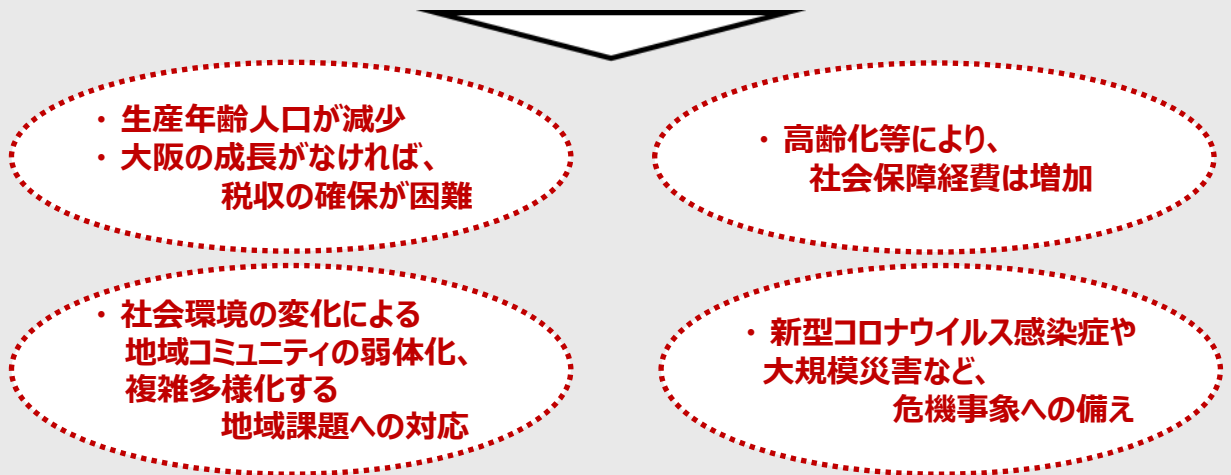 ・ 生産年齢人口が減少
・ 大阪の成長がなければ、
税収の確保が困難
・ 高齢化等により、
社会保障経費は増加
・ 社会環境の変化による
地域コミュニティの弱体化、
複雑多様化する
地域課題への対応
・ 新型コロナウイルス感染症や
大規模災害など、
危機事象への備え